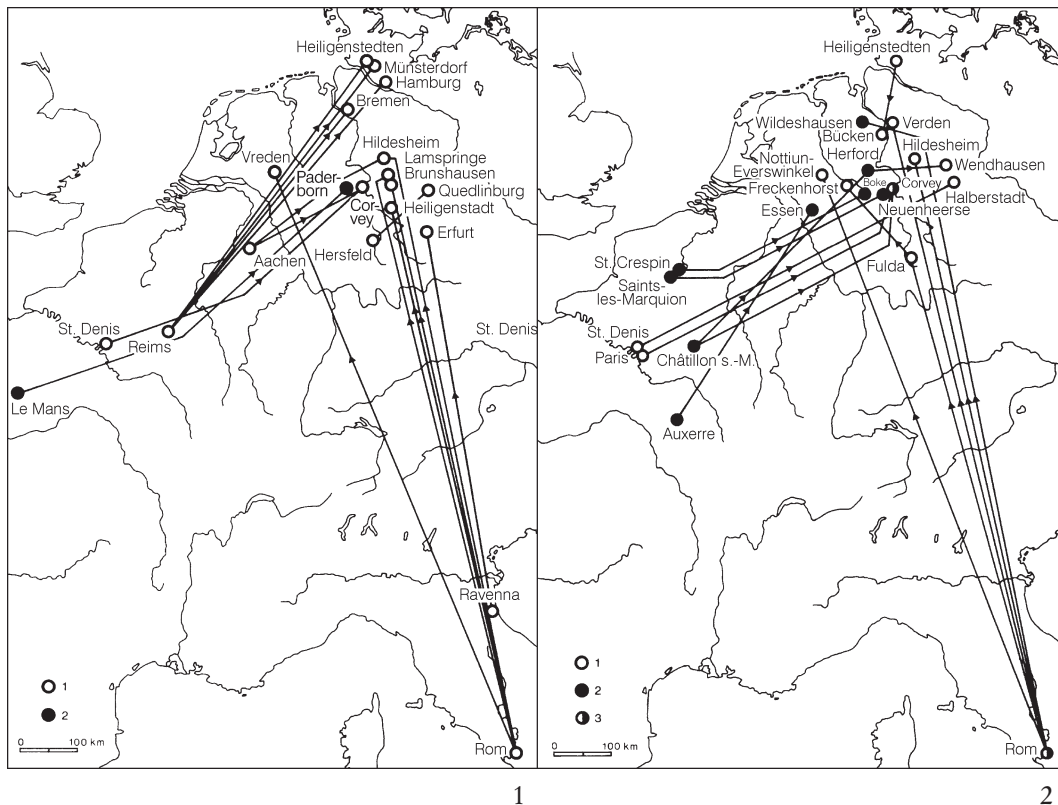 Heiligenstedten
Münsterdorf
Hamburg
Bremen
Hildesheim
Lamspringe
Brunshausen
Vreden
Pader-
born
Quedlinburg
Cor-
vey
Heiligenstadt
Erfurt
Hersfeld
Aachen
St. Denis
Reims
St. Denis
Le Mans
Ravenna
1
2
0 100 km
Rom
1
Heiligenstedten
Wildeshausen
Verden
Bücken
Hildesheim
Herford
Nottiun-
Everswinkel
Wendhausen
Freckenhorst
Boke
Corvey
Halberstadt
Essen
Neuenheerse
St. Crespin
Fulda
Saints-
les-Marquion
St. Denis
Paris
Châtillon s.-M.
Auxerre
1
2
3
0 100 km
Rom
2